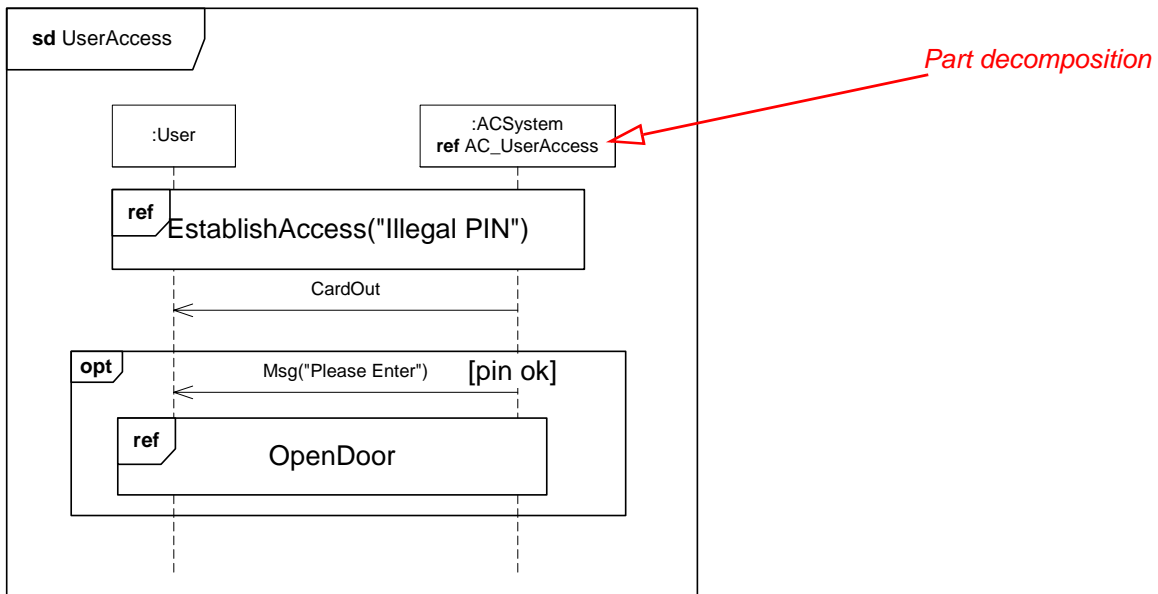 sd UserAccess
Part decomposition
:User
:ACSystem
ref AC_UserAccess
ref
EstablishAccess("Illegal PIN")
CardOut
opt
Msg("Please Enter")
[pin ok]
ref
OpenDoor